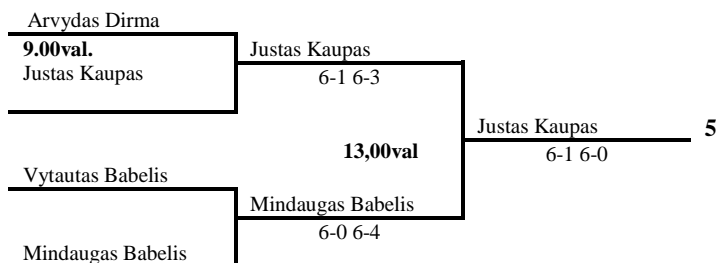 Arvydas Dirma
9.00val.
Justas Kaupas
Justas Kaupas
6-1 6-3
13,00val
Justas Kaupas
6-1 6-0
5
Vytautas Babelis
Mindaugas Babelis
6-0 6-4
Mindaugas Babelis